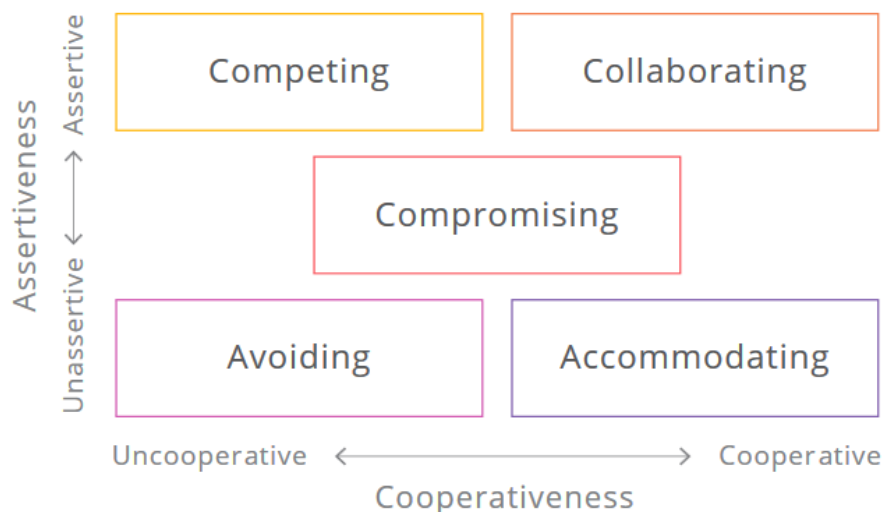 Assertiveness
Assertive
Unassertive
Competing
Collaborating
Compromising
Avoiding
Accommodating
Uncooperative
Cooperative
Cooperativeness